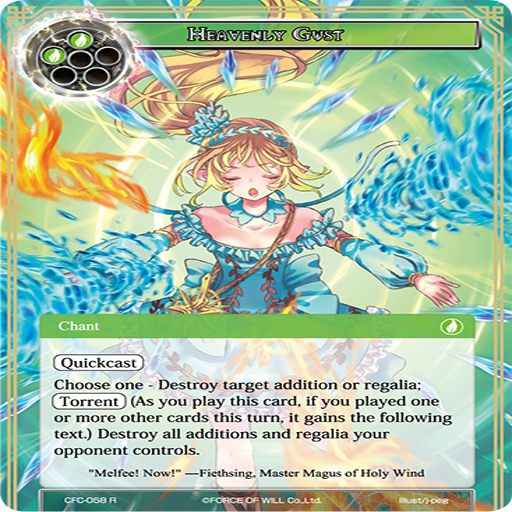 Heavenly Gust
Chant
Quickcast
Choose one - Destroy target addition or regalia;
Torrent (As you play this card, if you played one
or more other cards this turn, it gains the following
text.) Destroy all additions and regalia your
opponent controls.
"Melfee! Now!" —Fiethsing, Master Magus of Holy Wind
CFC-058 R ©FORCE OF WILL Co.,Ltd. Illust/j-peg